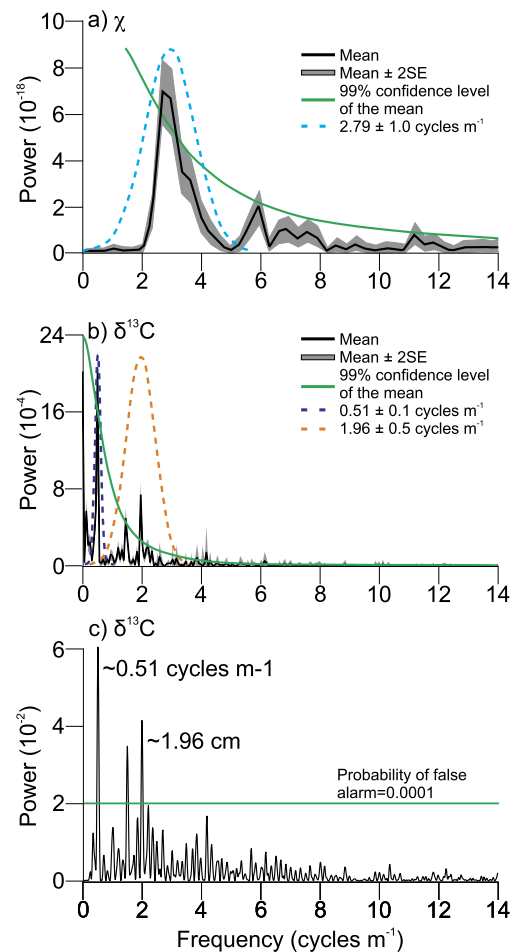 a) χ
10
8
6
4
2
0
Power (10⁻¹⁸)
Mean
Mean ± 2SE
99% confidence level
of the mean
2.79 ± 1.0 cycles m⁻¹
0 2 4 6 8 10 12 14
b) δ¹³C
24
16
8
0
Power (10⁻⁴)
Mean
Mean ± 2SE
99% confidence level
of the mean
0.51 ± 0.1 cycles m⁻¹
1.96 ± 0.5 cycles m⁻¹
0 2 4 6 8 10 12 14
c) δ¹³C
6
4
2
0
Power (10⁻²)
~0.51 cycles m-1
~1.96 cm
Probability of false
alarm=0.0001
0 2 4 6 8 10 12 14
Frequency (cycles m⁻¹)